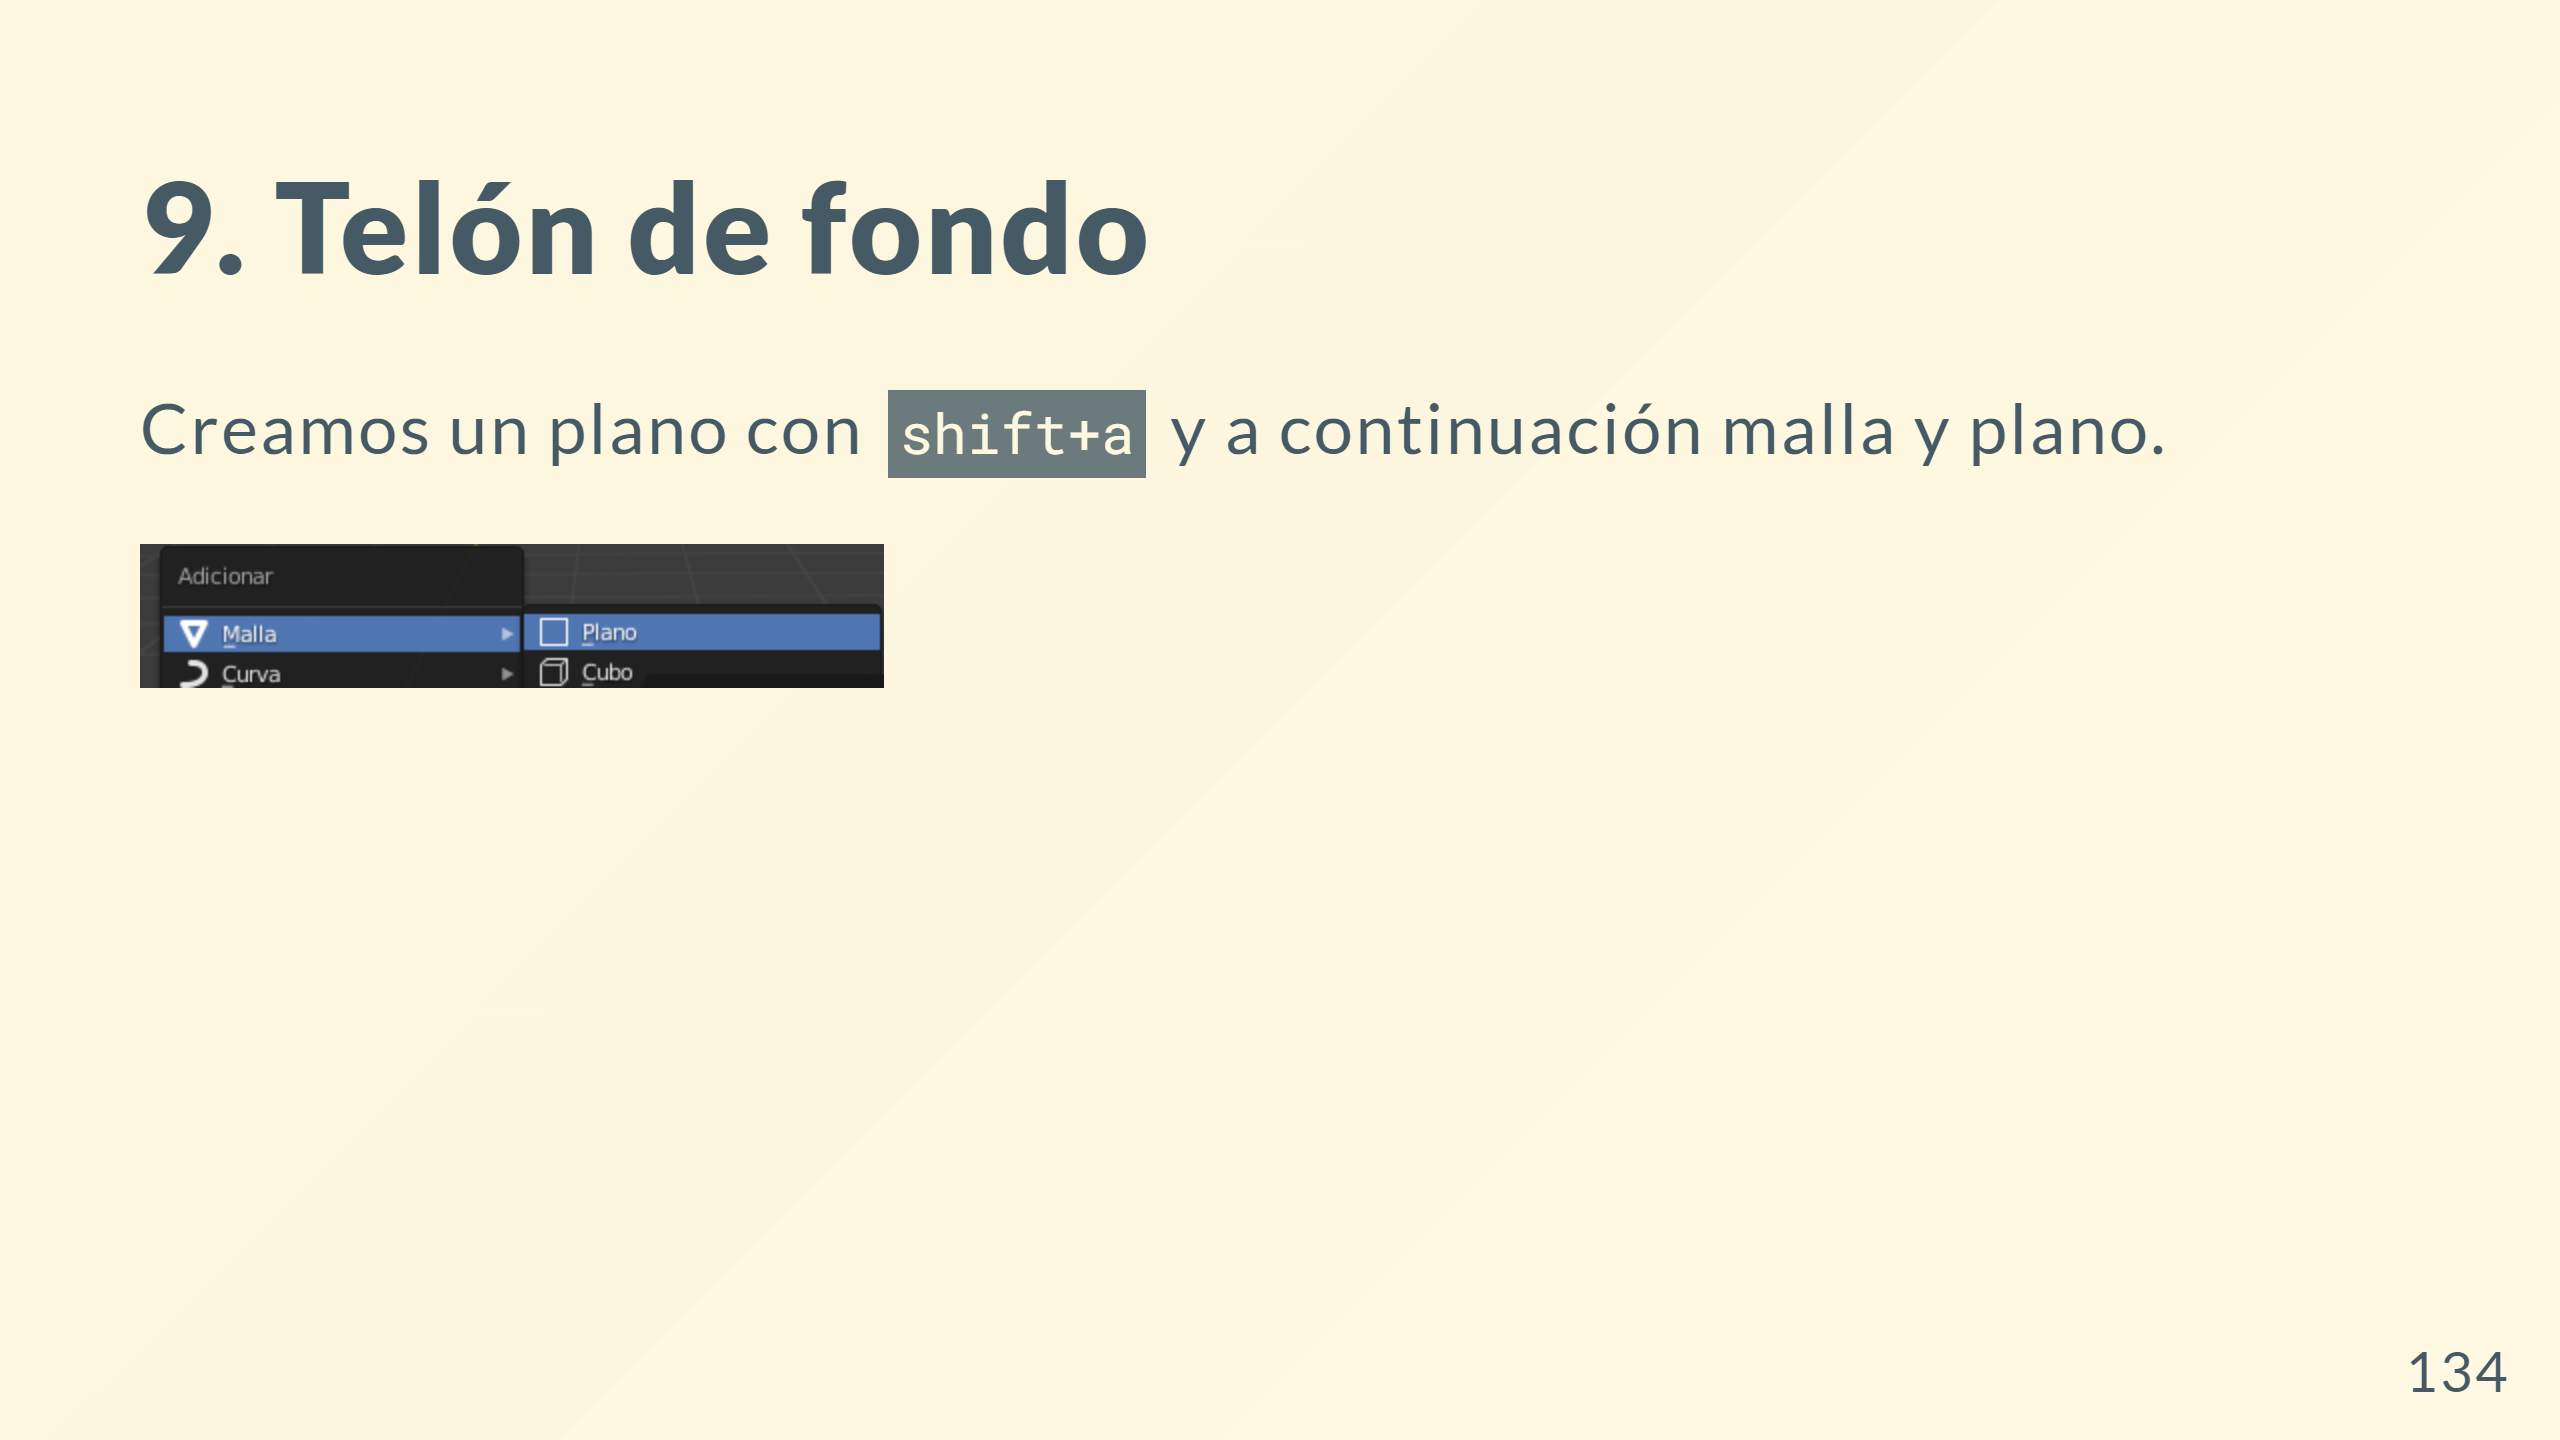 9. Telón de fondo
Creamos un plano con shift+a y a continuación malla y plano.
Adicionar
Malla
Plano
Curva
Cubo
134